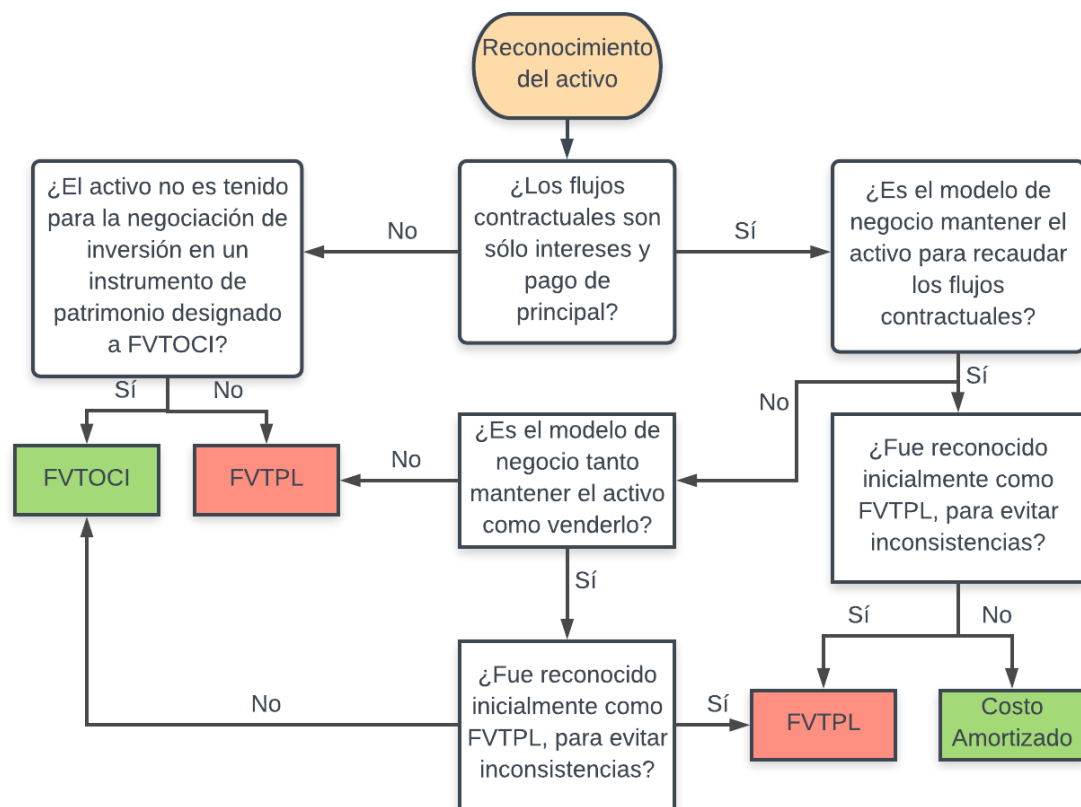 Reconocimiento
del activo
¿El activo no es tenido
para la negociación de
inversión en un
instrumento de
patrimonio designado
a FVTOCI?
No
¿Los flujos
contractuales son
sólo intereses y
pago de
principal?
Sí
¿Es el modelo de
negocio mantener el
activo para recaudar
los flujos
contractuales?
Sí
No
No
Sí
FVTOCI
FVTPL
No
¿Es el modelo de
negocio tanto
mantener el activo
como venderlo?
¿Fue reconocido
inicialmente como
FVTPL, para evitar
inconsistencias?
Sí
Sí
No
No
¿Fue reconocido
inicialmente como
FVTPL, para evitar
inconsistencias?
Sí
FVTPL
Costo
Amortizado